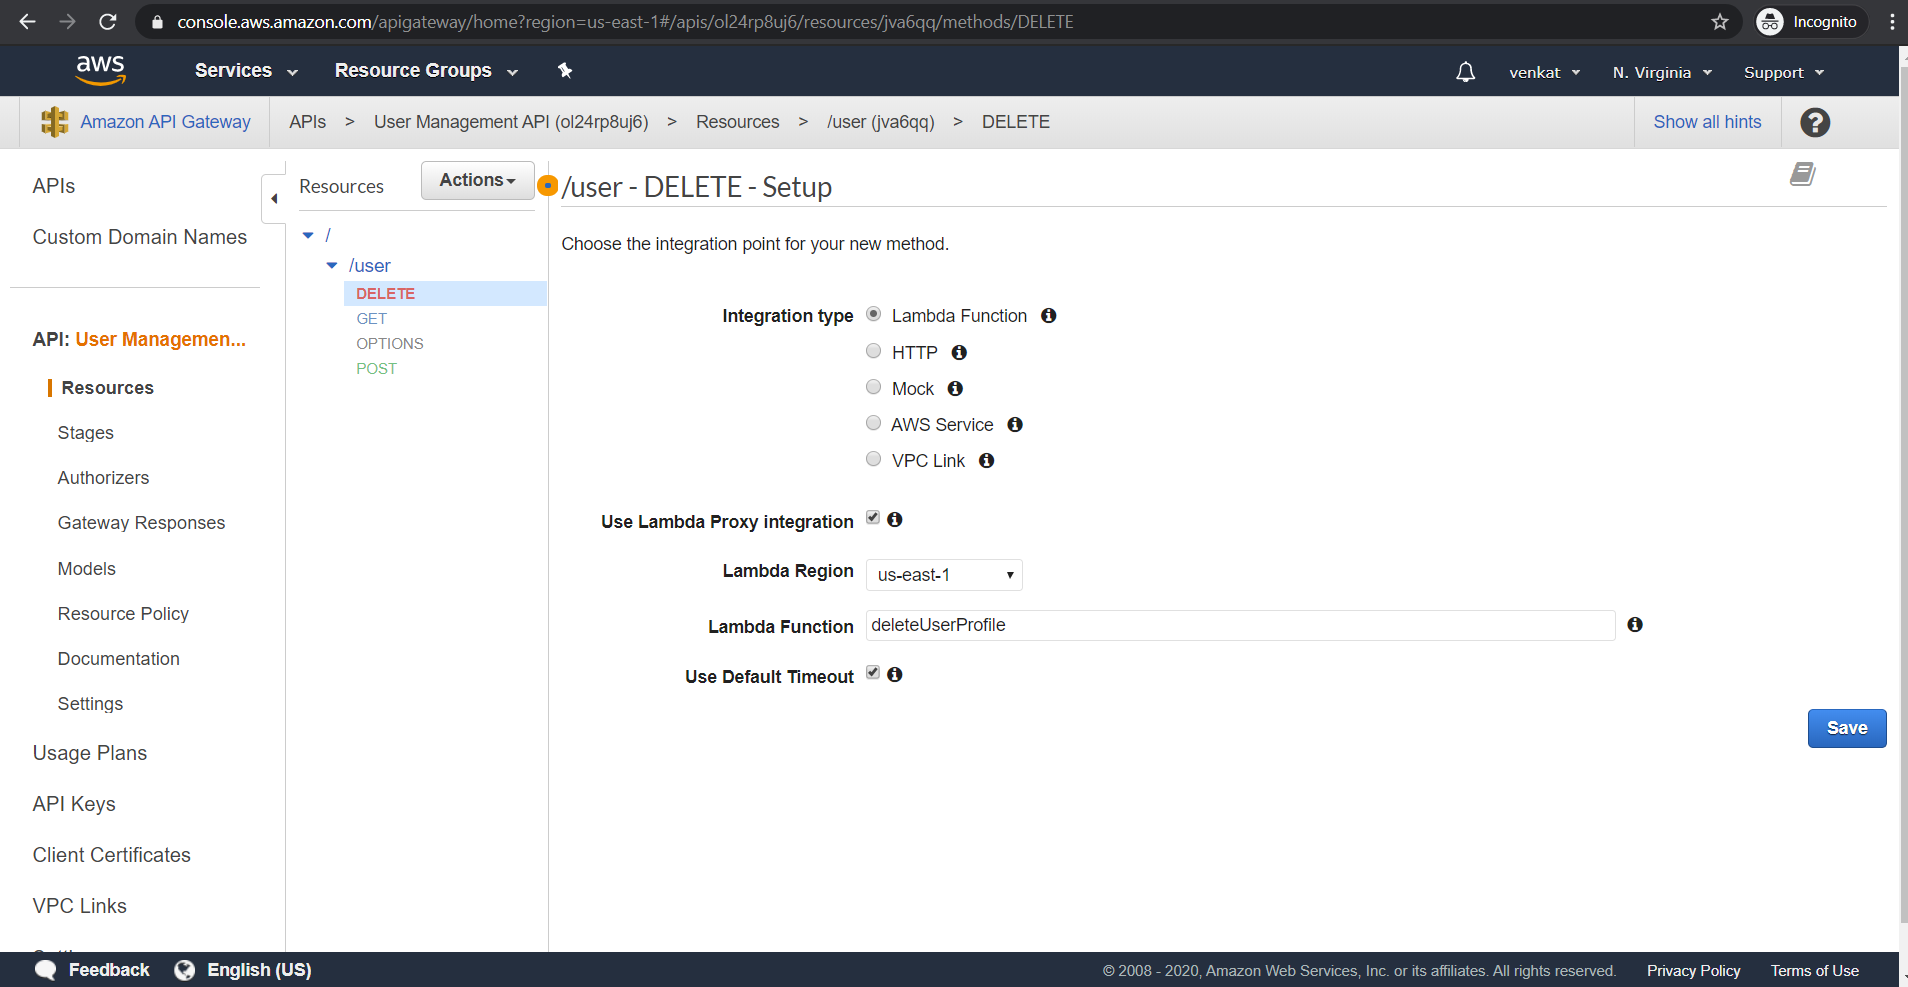 console.aws.amazon.com/apigateway/home?region=us-east-1#/apis/ol24rp8uj6/resources/jva6qq/methods/DELETE
Incognito
aws Services Resource Groups venkat N. Virginia Support
Amazon API Gateway APIs > User Management API (ol24rp8uj6) > Resources > /user (jva6qq) > DELETE Show all hints ?
APIs
Custom Domain Names
API: User Managemen...
Resources
Stages
Authorizers
Gateway Responses
Models
Resource Policy
Documentation
Settings
Usage Plans
API Keys
Client Certificates
VPC Links
Resources Actions
/
/user
DELETE
GET
OPTIONS
POST
/user - DELETE - Setup
Choose the integration point for your new method.
Integration type Lambda Function
HTTP
Mock
AWS Service
VPC Link
Use Lambda Proxy integration
Lambda Region us-east-1
Lambda Function deleteUserProfile
Use Default Timeout
Save
Feedback English (US) © 2008 - 2020, Amazon Web Services, Inc. or its affiliates. All rights reserved. Privacy Policy Terms of Use